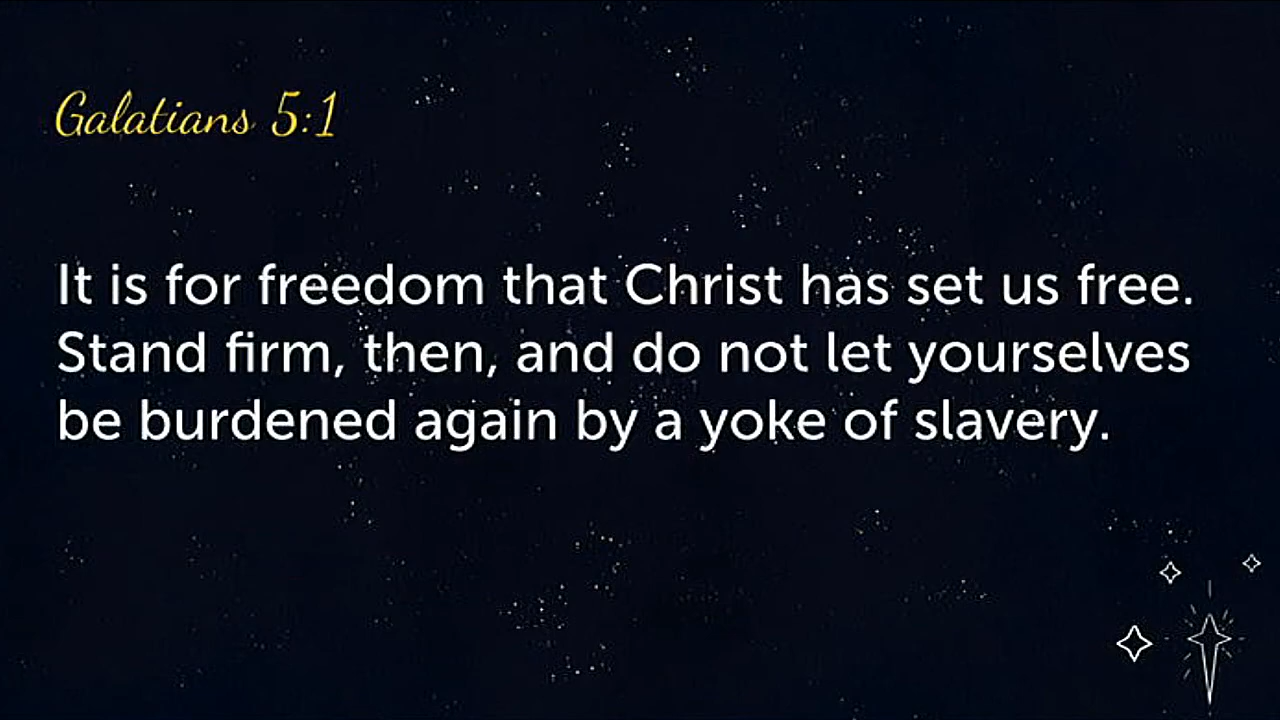 Galatians 5:1
It is for freedom that Christ has set us free.
Stand firm, then, and do not let yourselves
be burdened again by a yoke of slavery.